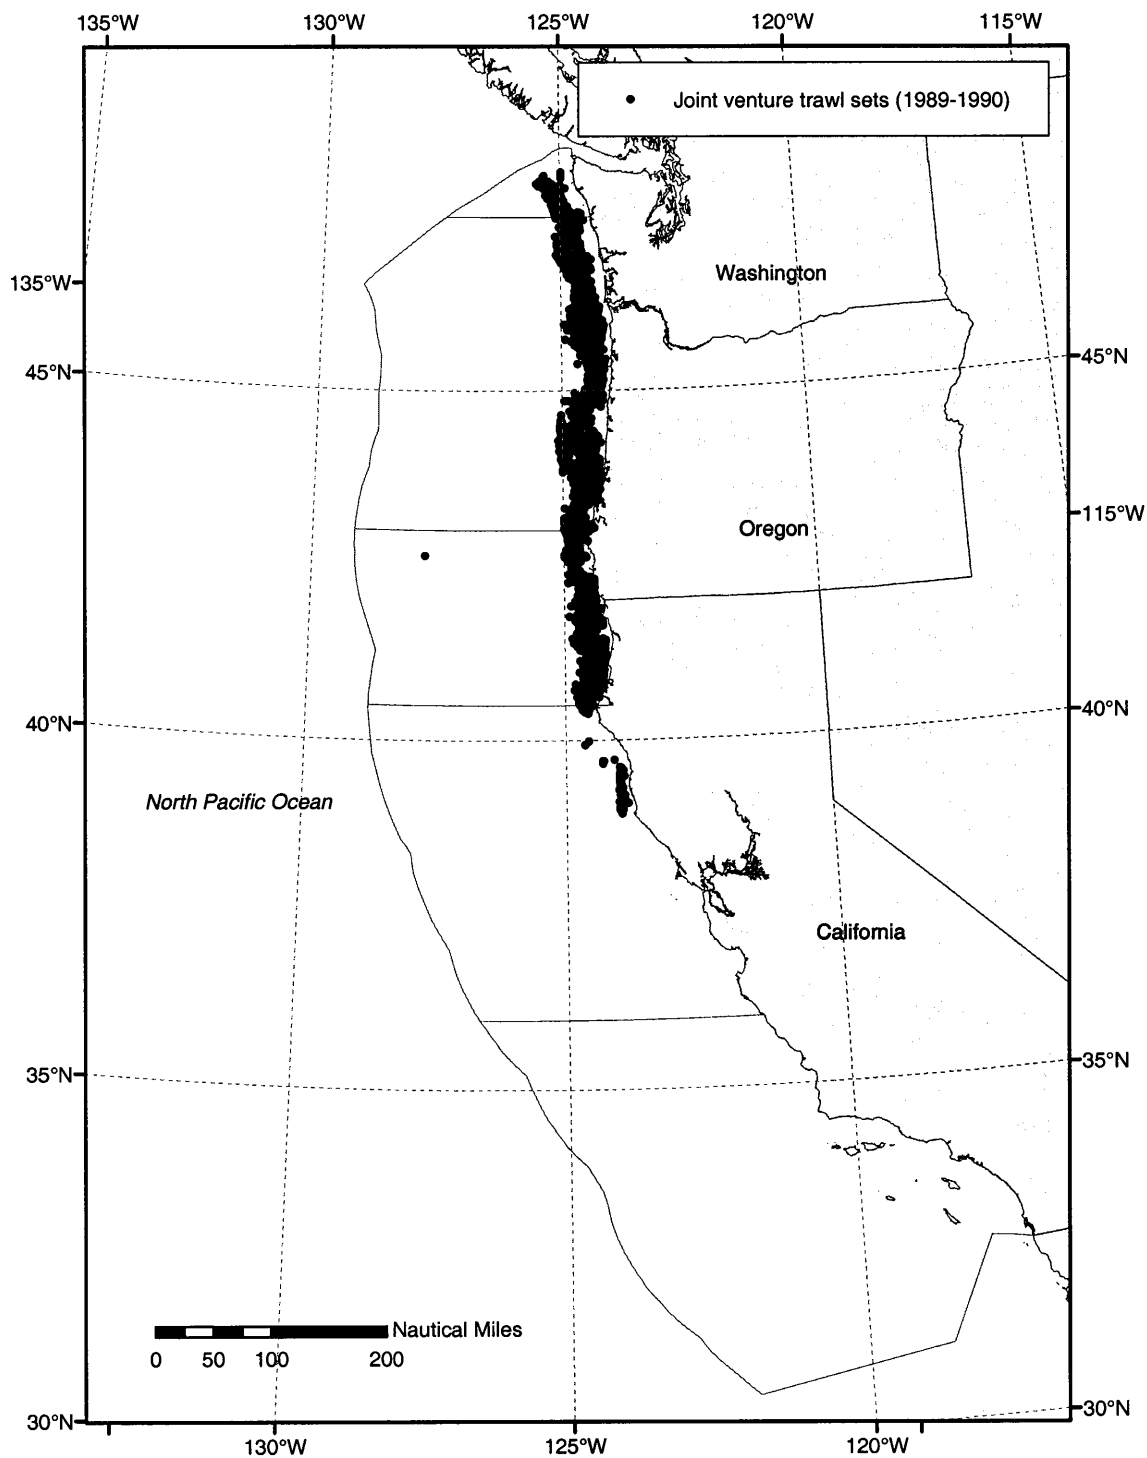 135°W 130°W 125°W 120°W 115°W
Joint venture trawl sets (1989-1990)
Washington
135°W
45°N
45°N
115°W
Oregon
40°N
40°N
North Pacific Ocean
California
35°N
35°N
Nautical Miles
0 50 100 200
30°N
30°N
130°W 125°W 120°W